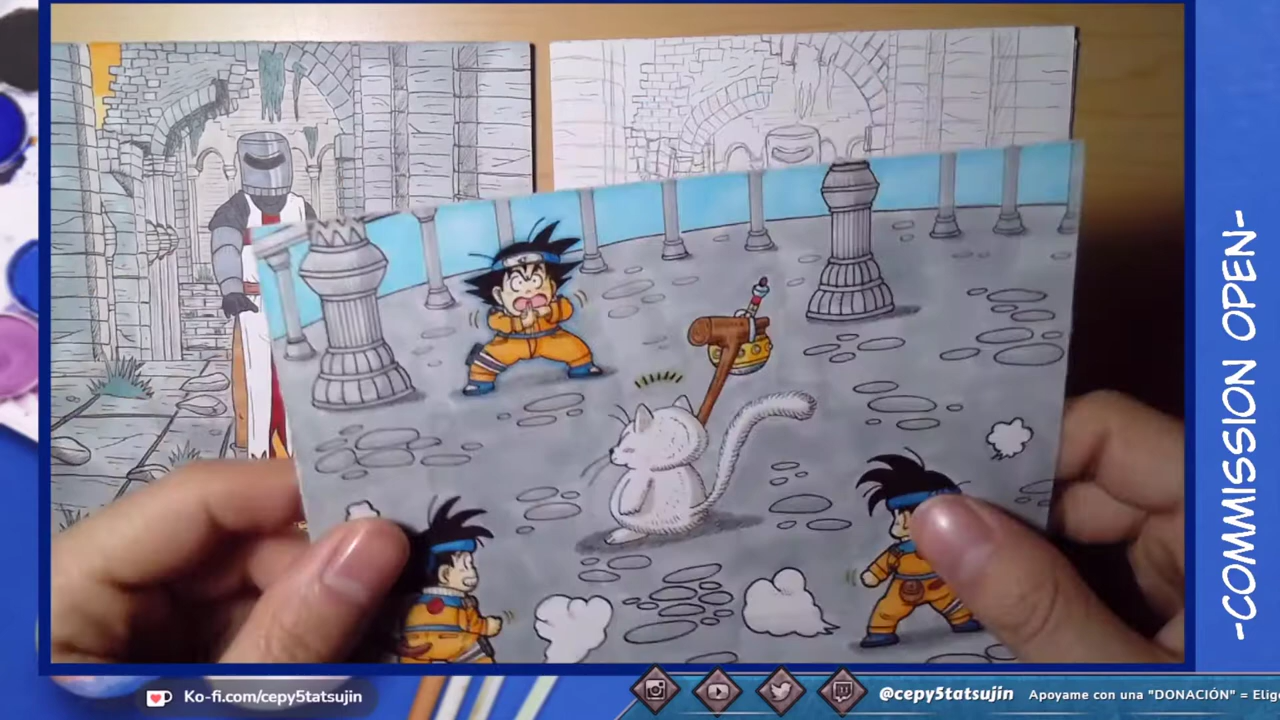 -COMMISSION OPEN-
Ko-fi.com/cepy5tatsujin
@cepy5tatsujin
Apoyame con una "DONACIÓN" = Elige